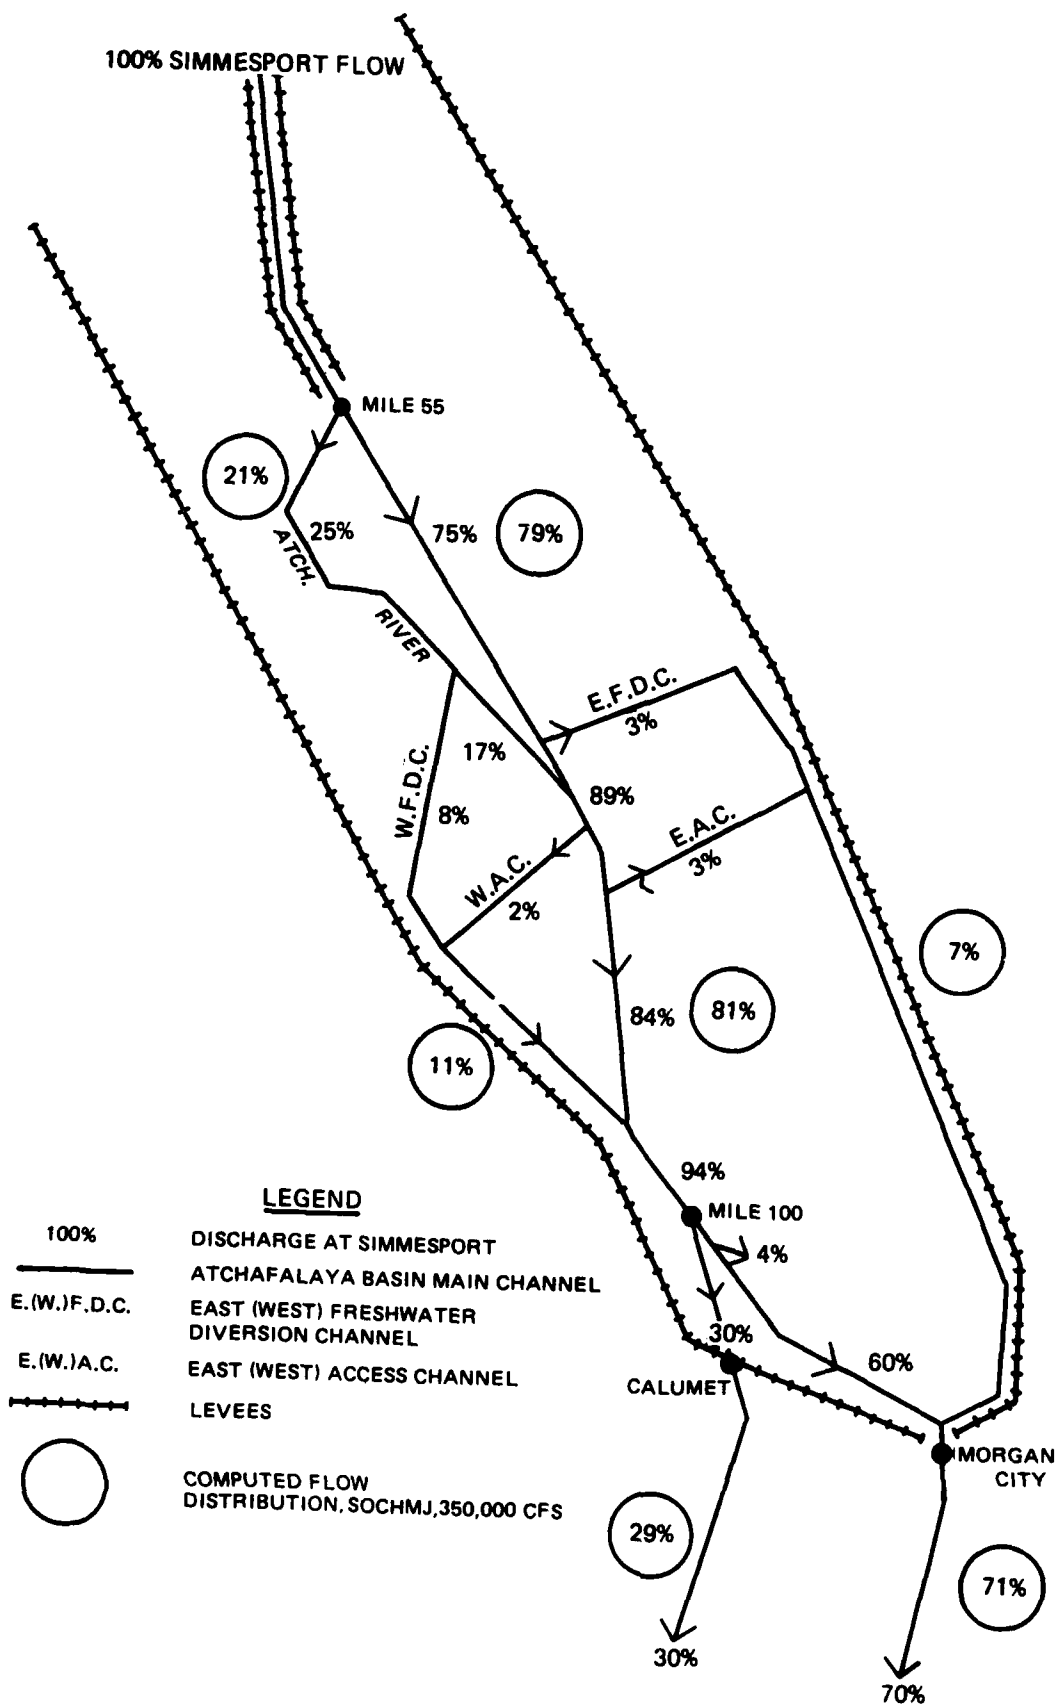 100% SIMMESPORT FLOW
MILE 55
21%
25%
75%
79%
ATCH.
RIVER
E.F.D.C.
3%
17%
W.F.D.C.
8%
89%
E.A.C.
3%
W.A.C.
2%
7%
84%
81%
11%
94%
MILE 100
4%
30%
60%
CALUMET
MORGAN
CITY
29%
71%
30%
70%
LEGEND
100%
DISCHARGE AT SIMMESPORT
ATCHAFALAYA BASIN MAIN CHANNEL
E.(W.)F.D.C.
EAST (WEST) FRESHWATER
DIVERSION CHANNEL
E.(W.)A.C.
EAST (WEST) ACCESS CHANNEL
LEVEES
COMPUTED FLOW
DISTRIBUTION, SOCHMJ,350,000 CFS